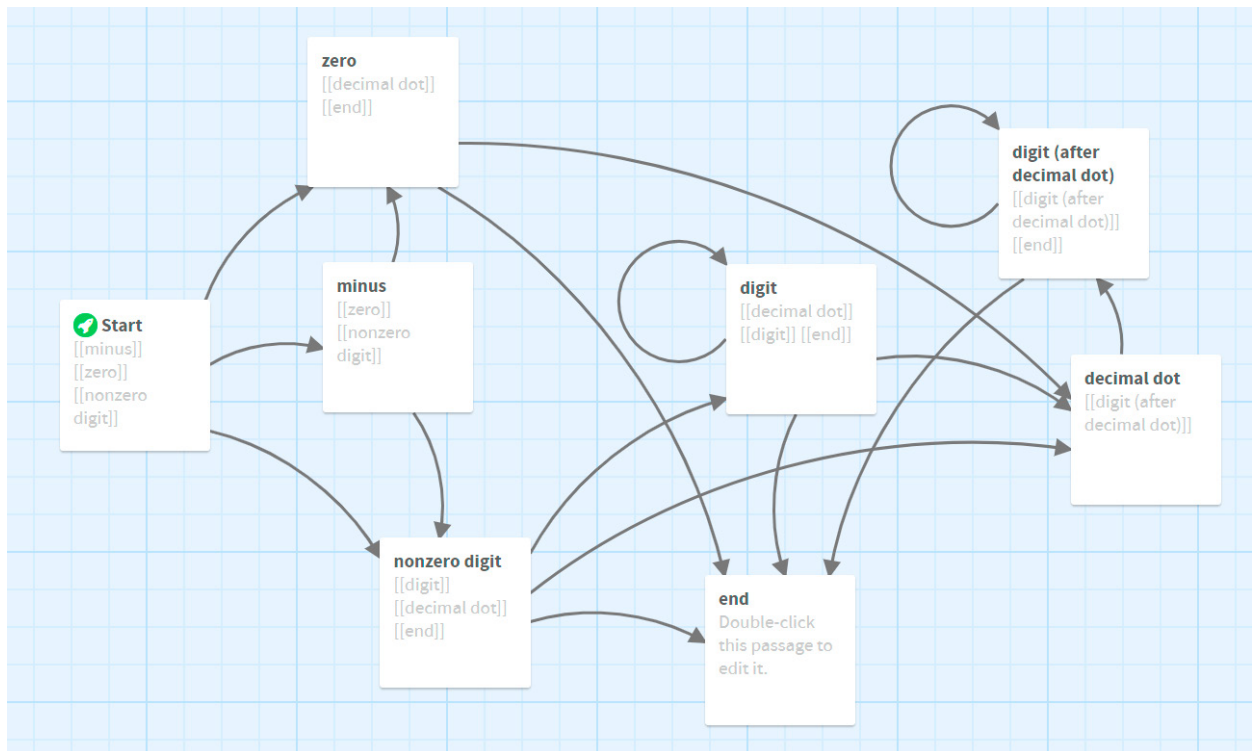 zero
[[decimal dot]]
[[end]]
digit (after
decimal dot)
[[digit (after
decimal dot)]]
[[end]]
minus
[[zero]]
[[nonzero
digit]]
digit
[[decimal dot]]
[[digit]] [[end]]
Start
[[minus]]
[[zero]]
[[nonzero
digit]]
decimal dot
[[digit (after
decimal dot)]]
nonzero digit
[[digit]]
[[decimal dot]]
[[end]]
end
Double-click
this passage to
edit it.